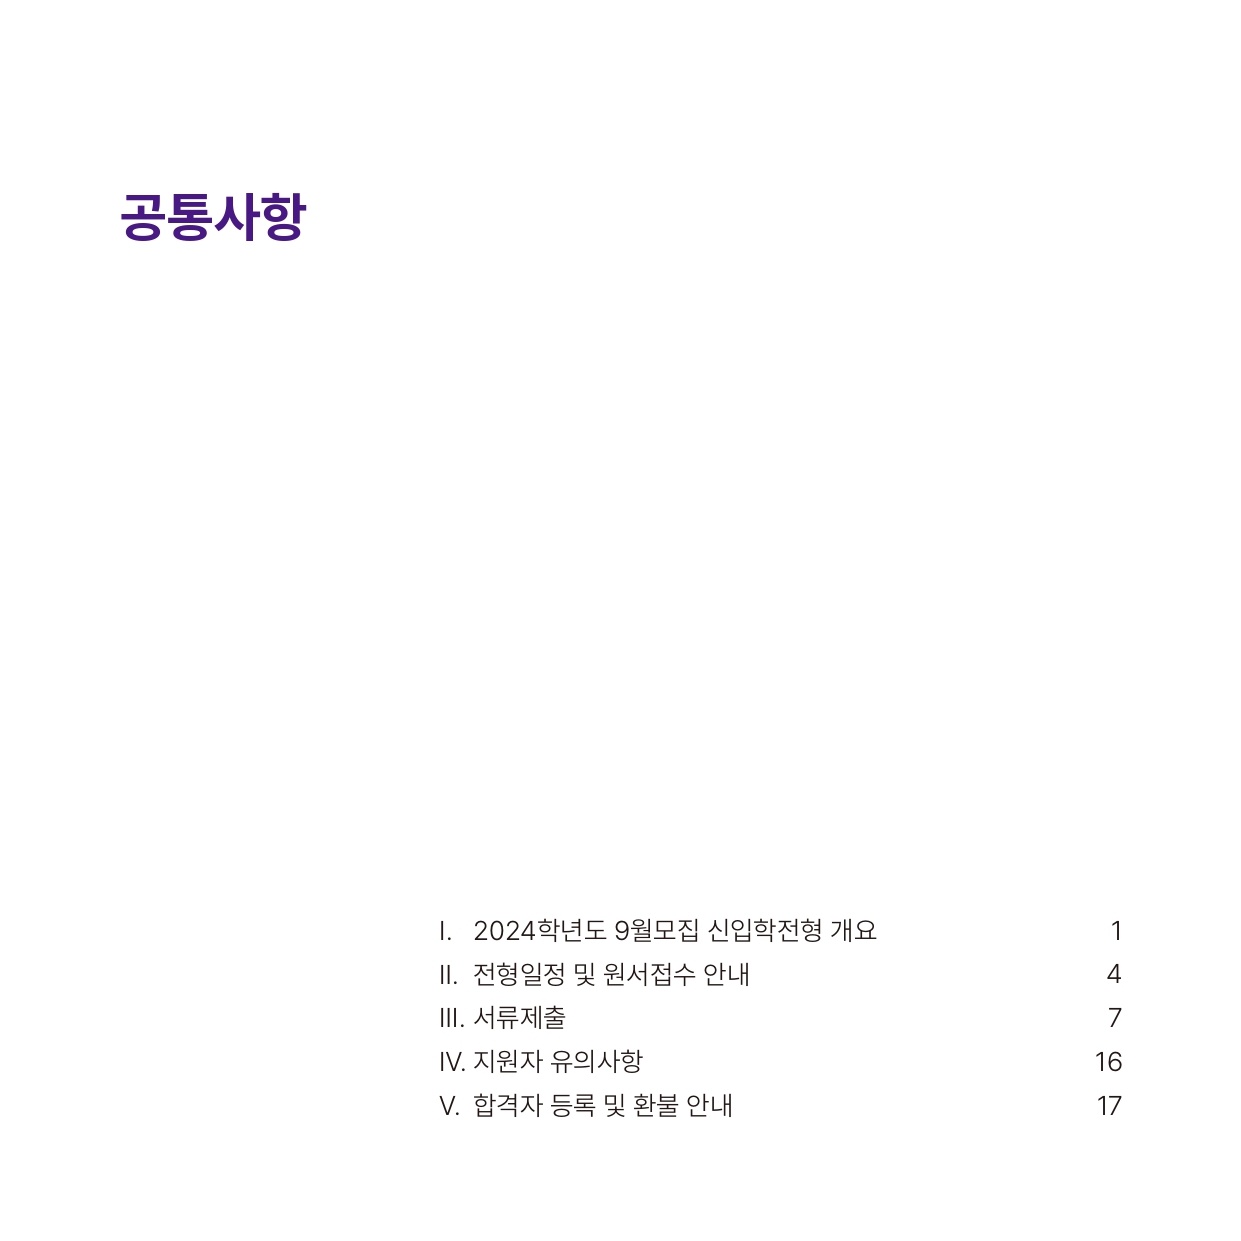 공통사항
I. 2024학년도 9월모집 신입학전형 개요 1
II. 전형일정 및 원서접수 안내 4
III. 서류제출 7
IV. 지원자 유의사항 16
V. 합격자 등록 및 환불 안내 17